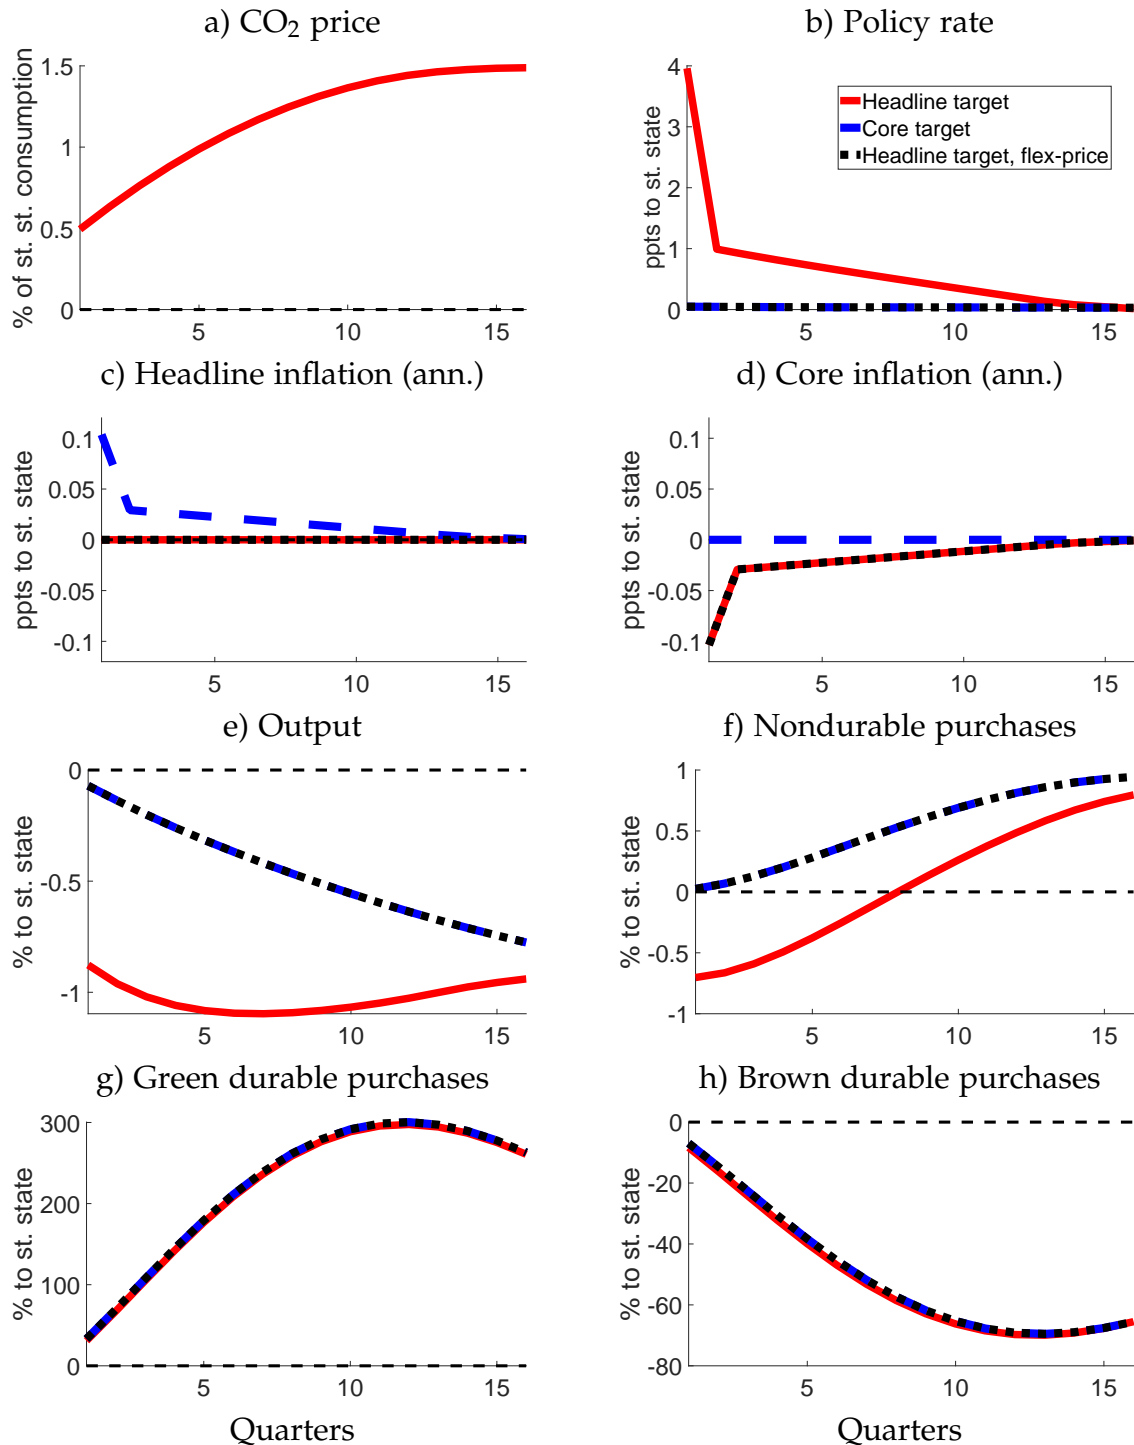 a) CO₂ price
% of st. st. consumption
1.5
1
0.5
0
5
10
15
b) Policy rate
ppts to st. state
4
3
2
1
0
5
10
15
Headline target
Core target
Headline target, flex-price
c) Headline inflation (ann.)
ppts to st. state
0.1
0.05
0
-0.05
-0.1
5
10
15
d) Core inflation (ann.)
ppts to st. state
0.1
0.05
0
-0.05
-0.1
5
10
15
e) Output
% to st. state
0
-0.5
-1
5
10
15
f) Nondurable purchases
% to st. state
1
0.5
0
-0.5
-1
5
10
15
g) Green durable purchases
% to st. state
300
200
100
0
5
10
15
Quarters
h) Brown durable purchases
% to st. state
0
-20
-40
-60
-80
5
10
15
Quarters